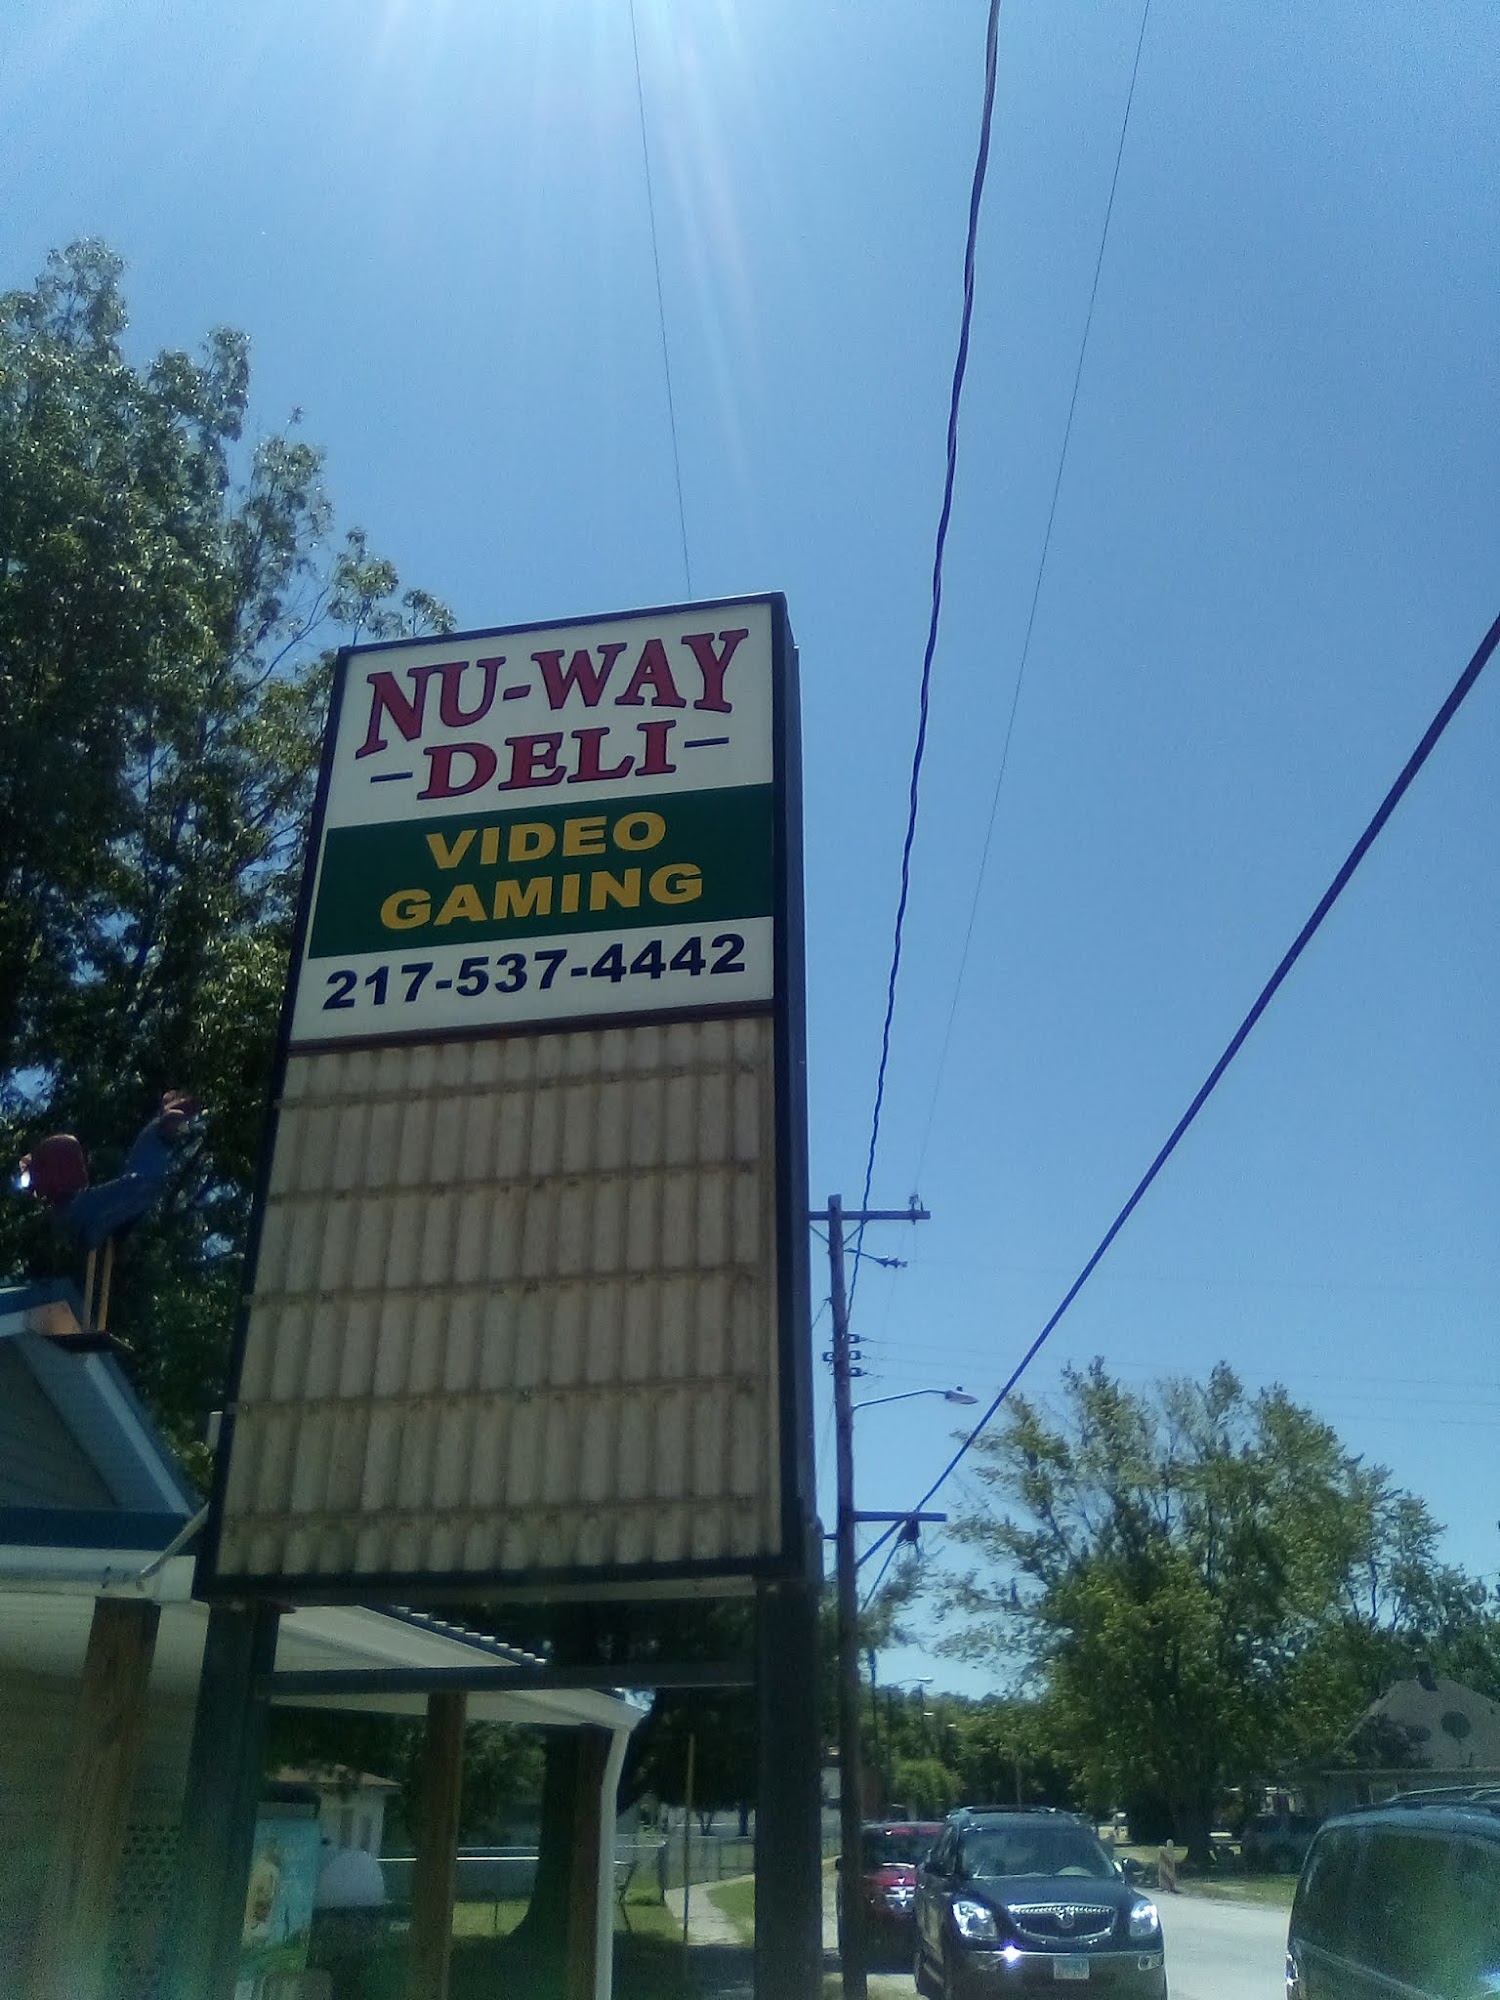 NU-WAY
-DELI-
VIDEO
GAMING
217-537-4442